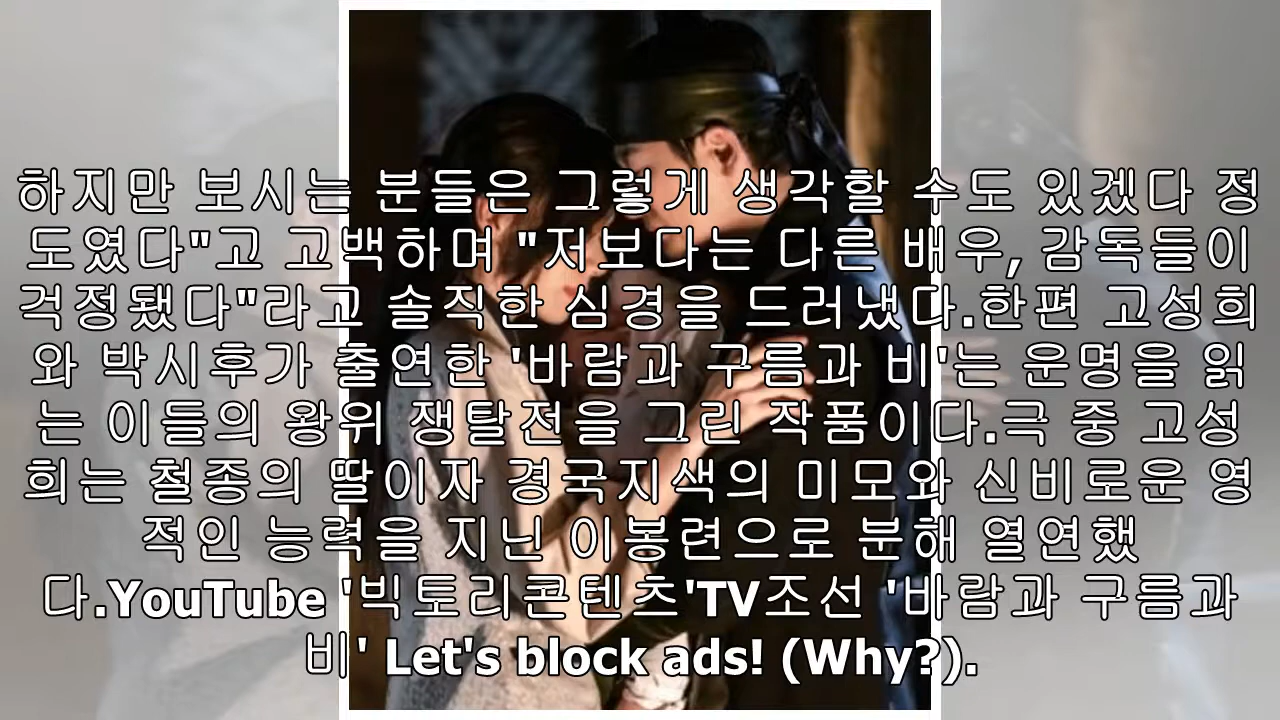 하지만 보시는 분들은 그렇게 생각할 수도 있겠다 정
도였다"고 고백하며 "저보다는 다른 배우, 감독들이
걱정됐다"라고 솔직한 심경을 드러냈다.한편 고성희
와 박시후가 출연한 '바람과 구름과 비'는 운명을 읽
는 이들의 왕위 쟁탈전을 그린 작품이다.극 중 고성
희는 철종의 딸이자 경국지색의 미모와 신비로운 영
적인 능력을 지닌 이봉련으로 분해 열연했
다.YouTube '빅토리콘텐츠'TV조선 '바람과 구름과
비' Let's block ads! (Why?).